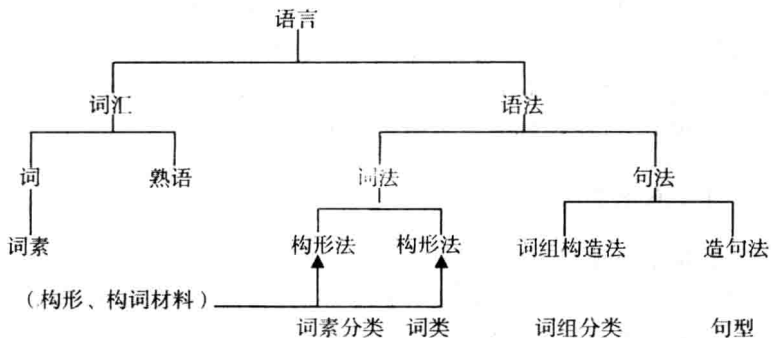 语言
词汇 语法
词 熟语 词法 句法
词素 构形法 构形法 词组构造法 造句法
(构形、构词材料)
词素分类 词类 词组分类 句型